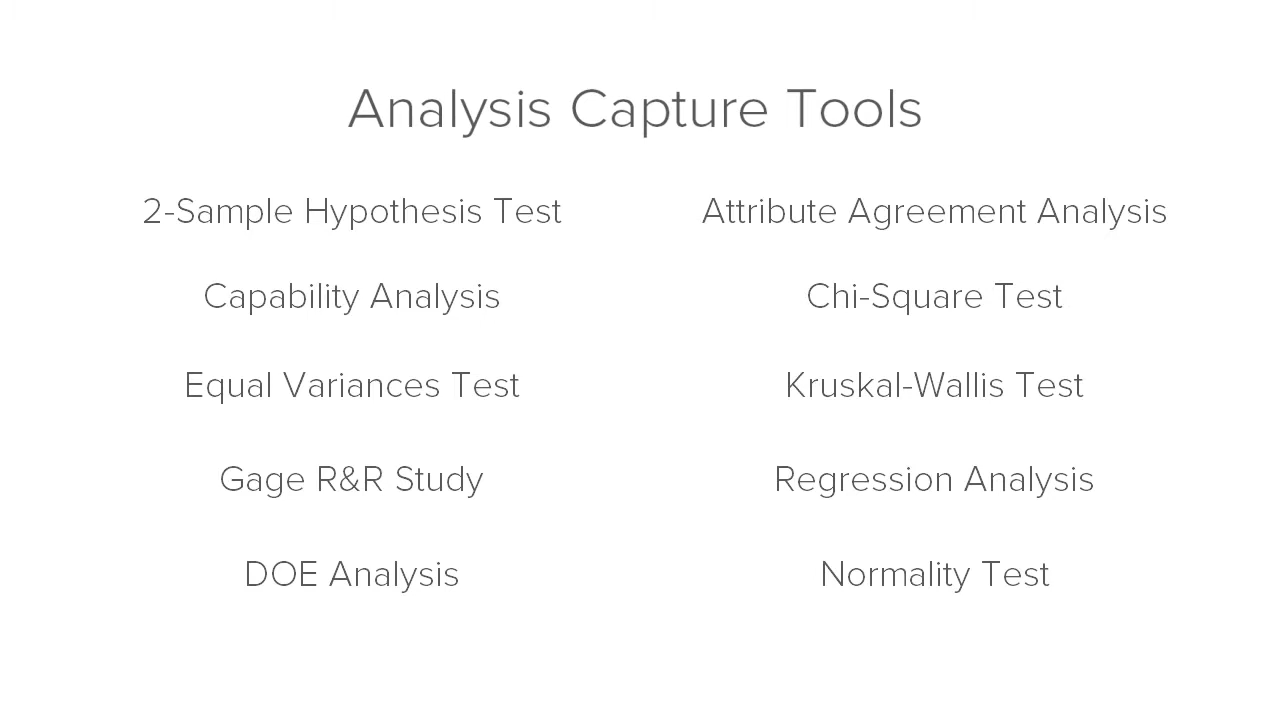 Analysis Capture Tools
2-Sample Hypothesis Test
Attribute Agreement Analysis
Capability Analysis
Chi-Square Test
Equal Variances Test
Kruskal-Wallis Test
Gage R&R Study
Regression Analysis
DOE Analysis
Normality Test